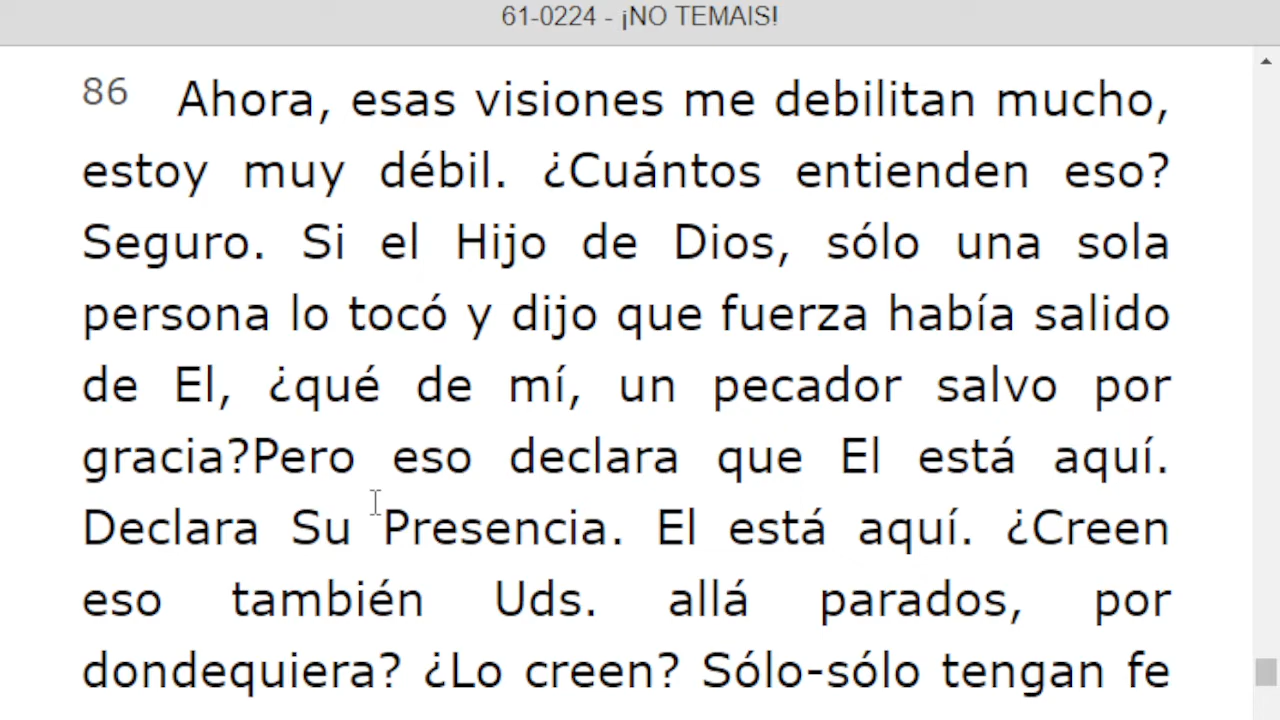 61-0224 - ¡NO TEMAIS!
86 Ahora, esas visiones me debilitan mucho,
estoy muy débil. ¿Cuántos entienden eso?
Seguro. Si el Hijo de Dios, sólo una sola
persona lo tocó y dijo que fuerza había salido
de El, ¿qué de mí, un pecador salvo por
gracia?Pero eso declara que El está aquí.
Declara Su Presencia. El está aquí. ¿Creen
eso también Uds. allá parados, por
dondequiera? ¿Lo creen? Sólo-sólo tengan fe